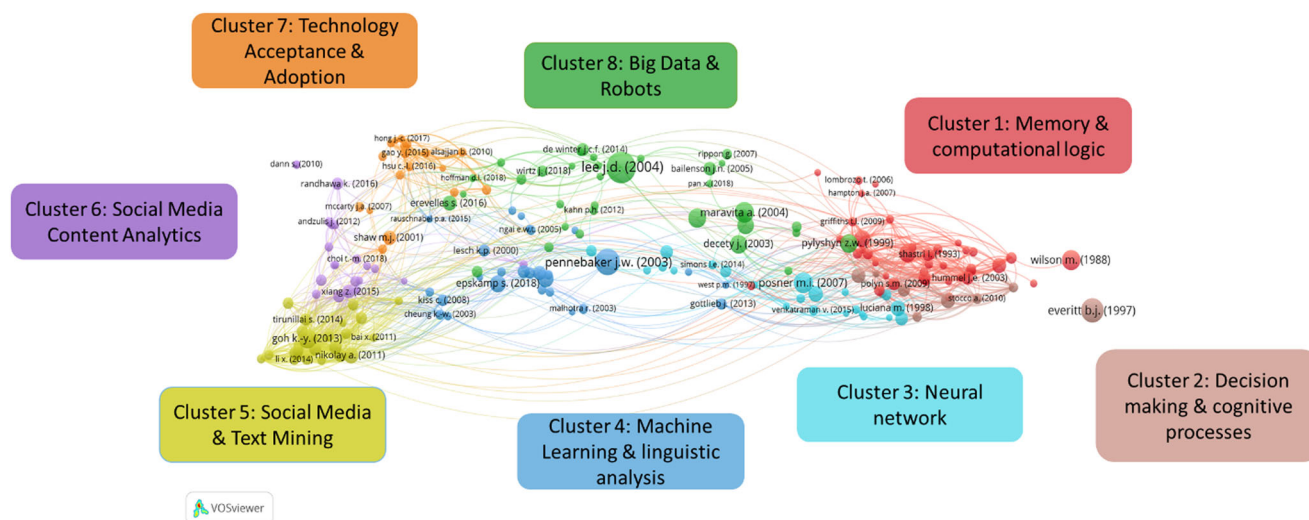 Cluster 7: Technology
Acceptance &
Adoption
Cluster 8: Big Data &
Robots
Cluster 1: Memory &
computational logic
Cluster 6: Social Media
Content Analytics
hong j.-c. (2017)
gao y. (2015)
alsajjan b. (2010)
hsu c.-l. (2016)
dann s. (2010)
randhawa k. (2016)
hoffman d.l. (2018)
mccarty j.a. (2007)
erevelles s. (2016)
andzulis j. (2012)
rauschnabel p.a. (2015)
shaw m.j. (2001)
choi t.-m. (2018)
xiang z. (2015)
tirunillai s. (2014)
goh k.-y. (2013)
bai x. (2011)
li x. (2014)
nikolay a. (2011)
de winter j.c.f. (2014)
lee j.d. (2004)
wirtz j. (2018)
kahn p.h. (2012)
ngai e.w.t. (2005)
lesch k.p. (2000)
pennebaker j.w. (2003)
epskamp s. (2018)
kiss c. (2008)
cheung k.-w. (2003)
malhotra r. (2003)
rippon g. (2007)
bailenson j.n. (2005)
pan x. (2018)
maravita a. (2004)
decety j. (2003)
simons l.e. (2014)
west p.m. (1997)
posner m.i. (2007)
gottlieb j. (2013)
venkatraman v. (2015)
luciana m. (1998)
lombrozo t. (2006)
hampton j.a. (2007)
griffiths t.l. (2009)
pylyshyn z.w. (1999)
shastri l. (1993)
hummel j.e. (2003)
polyn s.m. (2009)
stocco a. (2010)
wilson m. (1988)
everitt b.j. (1997)
Cluster 5: Social Media
& Text Mining
Cluster 4: Machine
Learning & linguistic
analysis
Cluster 3: Neural
network
Cluster 2: Decision
making & cognitive
processes
VOSviewer